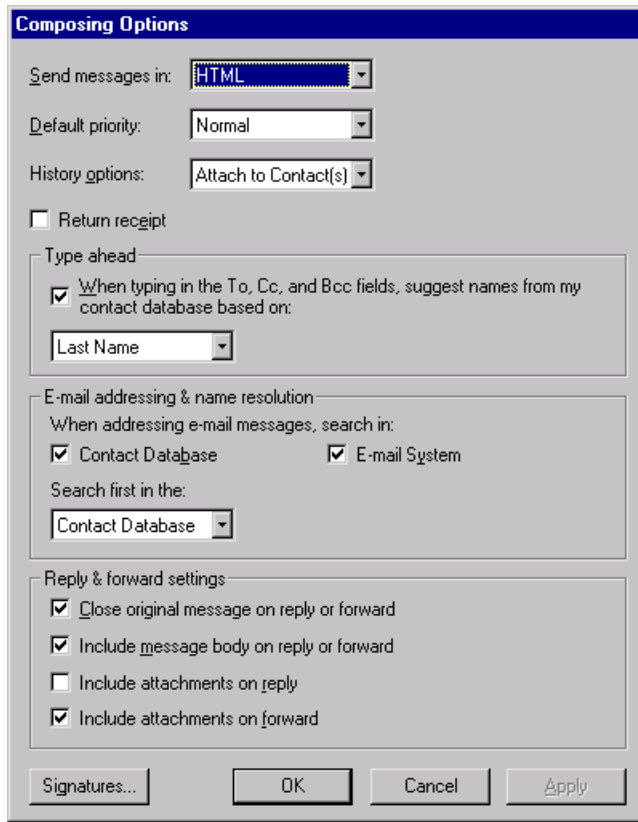 Composing Options
Send messages in: HTML
Default priority: Normal
History options: Attach to Contact(s)
Return receipt
Type ahead
When typing in the To, Cc, and Bcc fields, suggest names from my
contact database based on:
Last Name
E-mail addressing & name resolution
When addressing e-mail messages, search in:
Contact Database E-mail System
Search first in the:
Contact Database
Reply & forward settings
Close original message on reply or forward
Include message body on reply or forward
Include attachments on reply
Include attachments on forward
Signatures... OK Cancel Apply